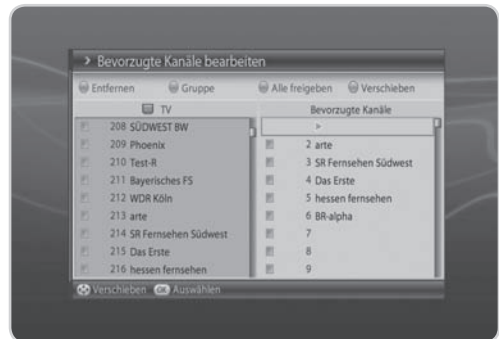 > Bevorzugte Kanäle bearbeiten
Entfernen Gruppe Alle freigeben Verschieben
TV
208 SÜDWEST BW
209 Phoenix
210 Test-R
211 Bayerisches FS
212 WDR Köln
213 arte
214 SR Fernsehen Südwest
215 Das Erste
216 hessen fernsehen
Bevorzugte Kanäle
>
2 arte
3 SR Fernsehen Südwest
4 Das Erste
5 hessen fernsehen
6 BR-alpha
7
8
9
Verschieben OK Auswählen